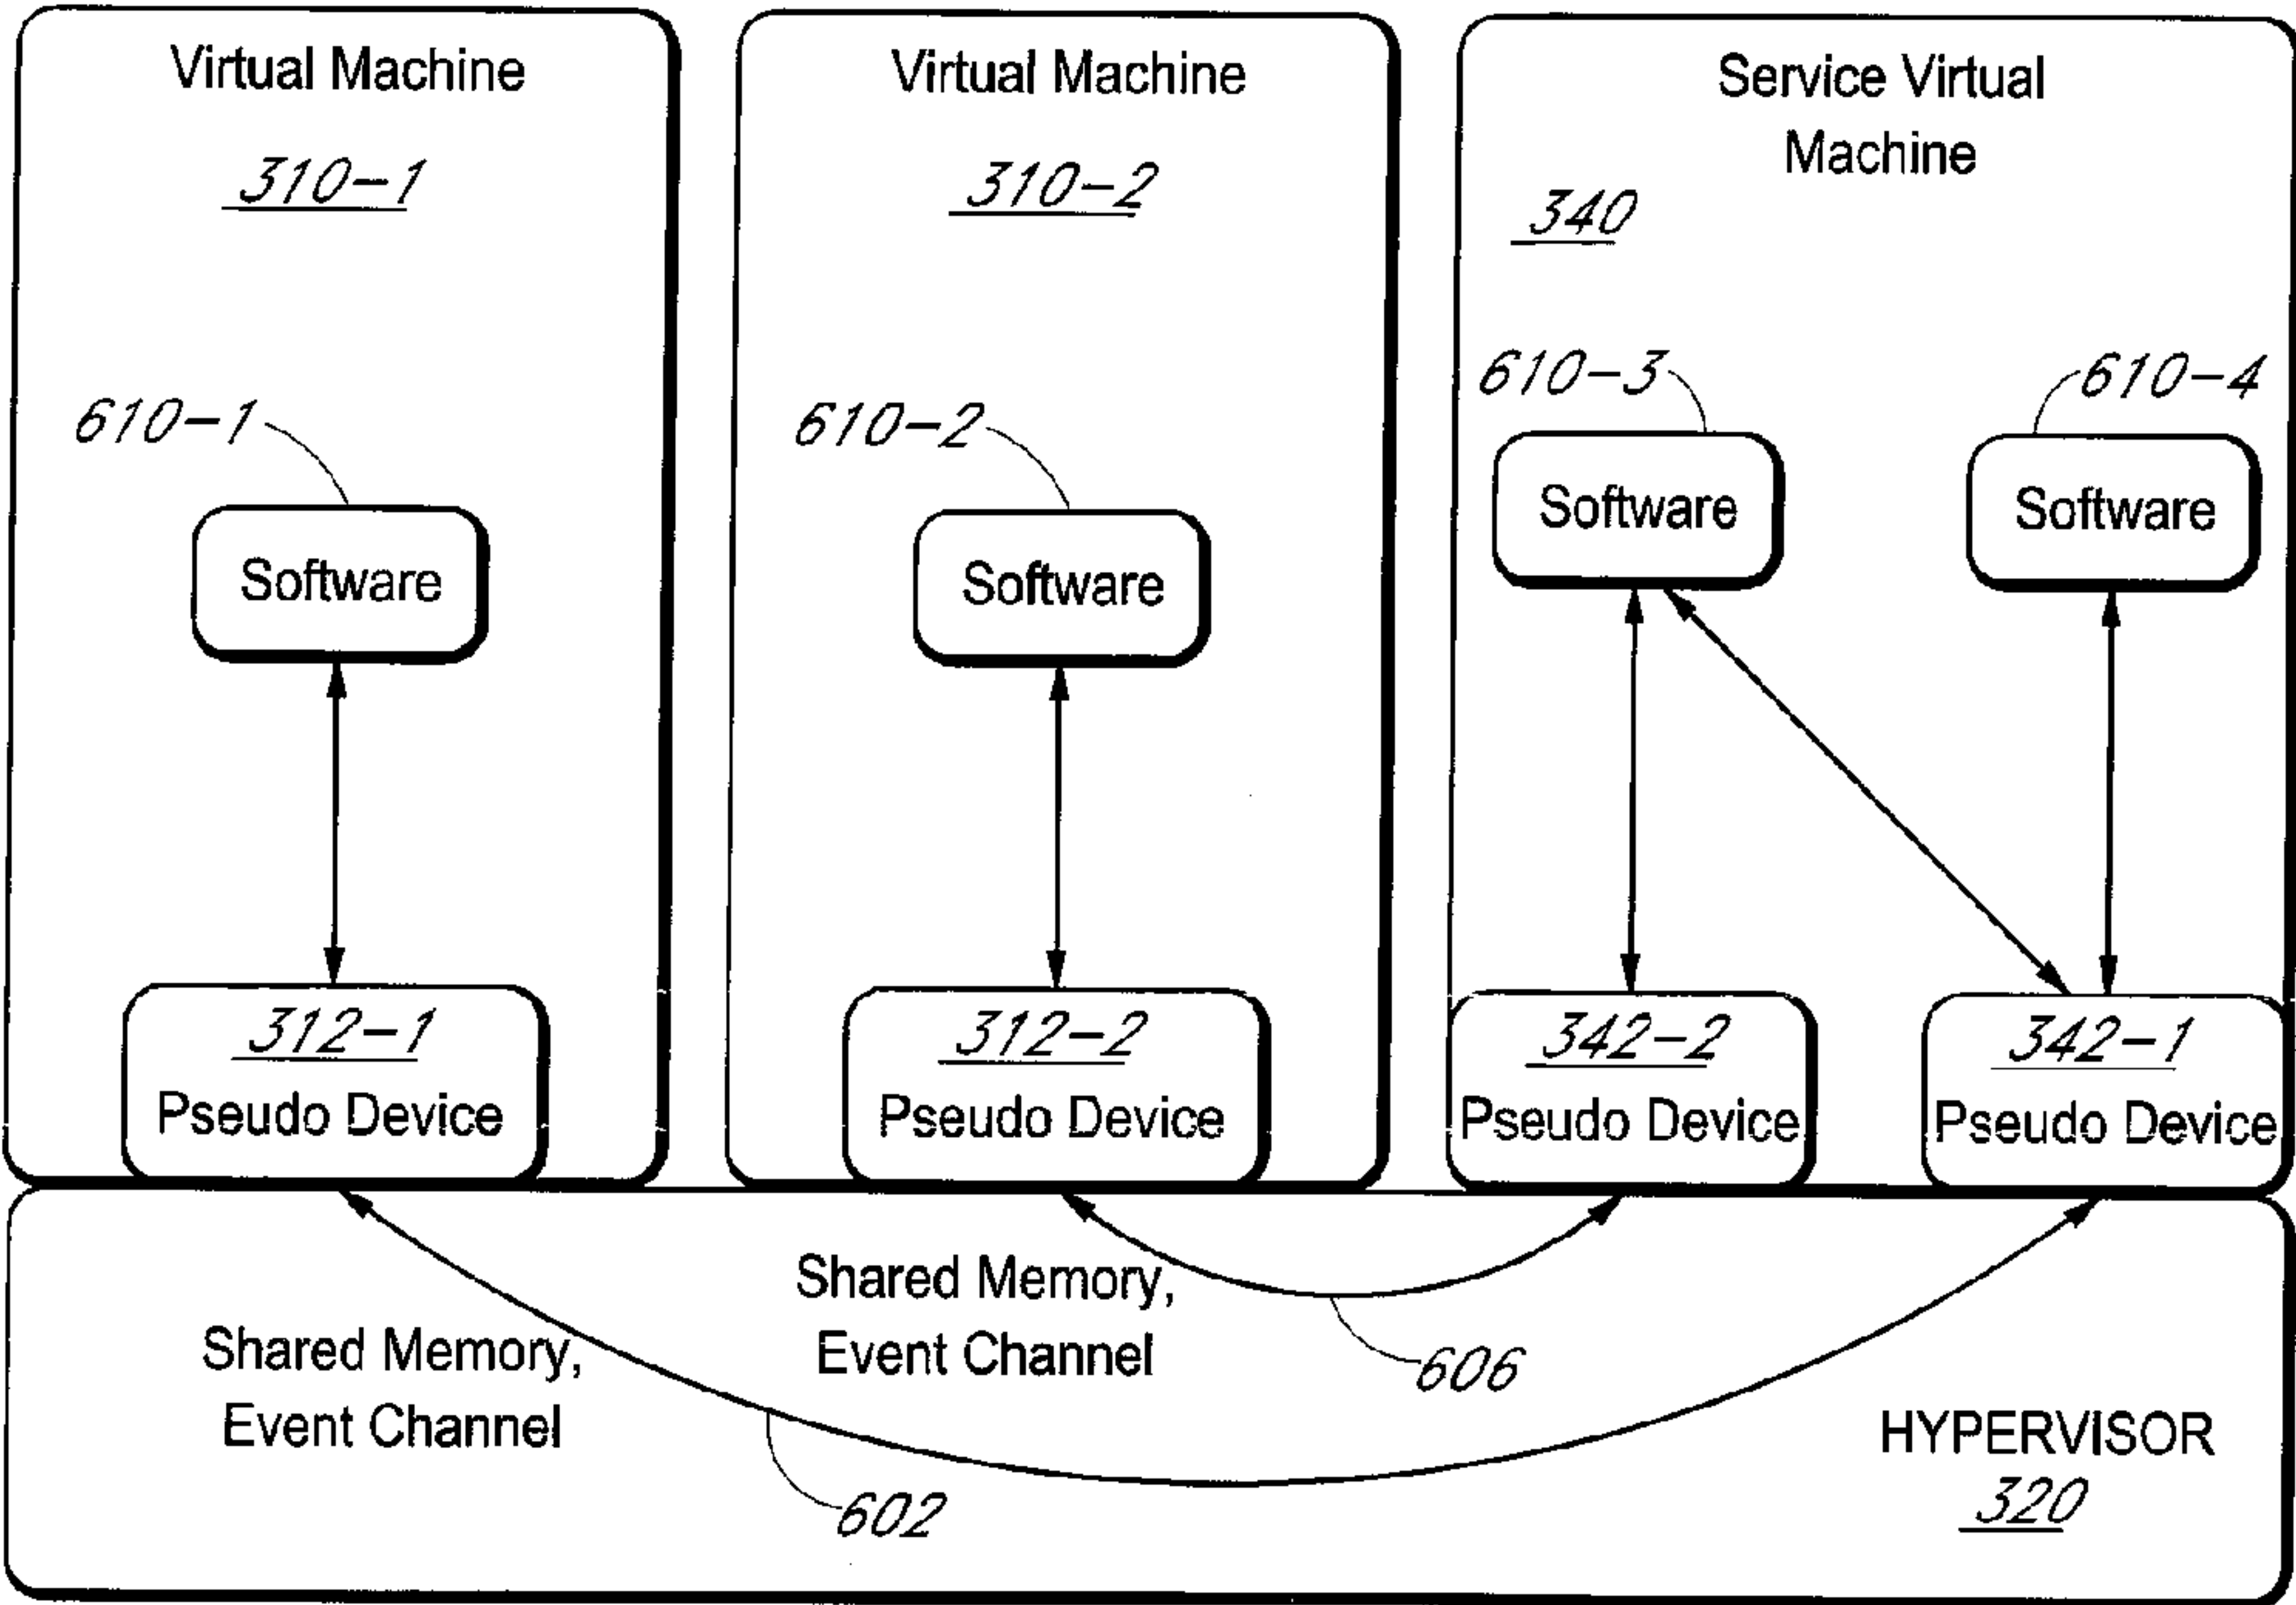 Virtual Machine
310-1
610-1
Software
312-1
Pseudo Device
Virtual Machine
310-2
610-2
Software
312-2
Pseudo Device
Service Virtual
Machine
340
610-3
610-4
Software
Software
342-2
Pseudo Device
342-1
Pseudo Device
Shared Memory,
Event Channel
602
Shared Memory,
Event Channel
606
HYPERVISOR
320